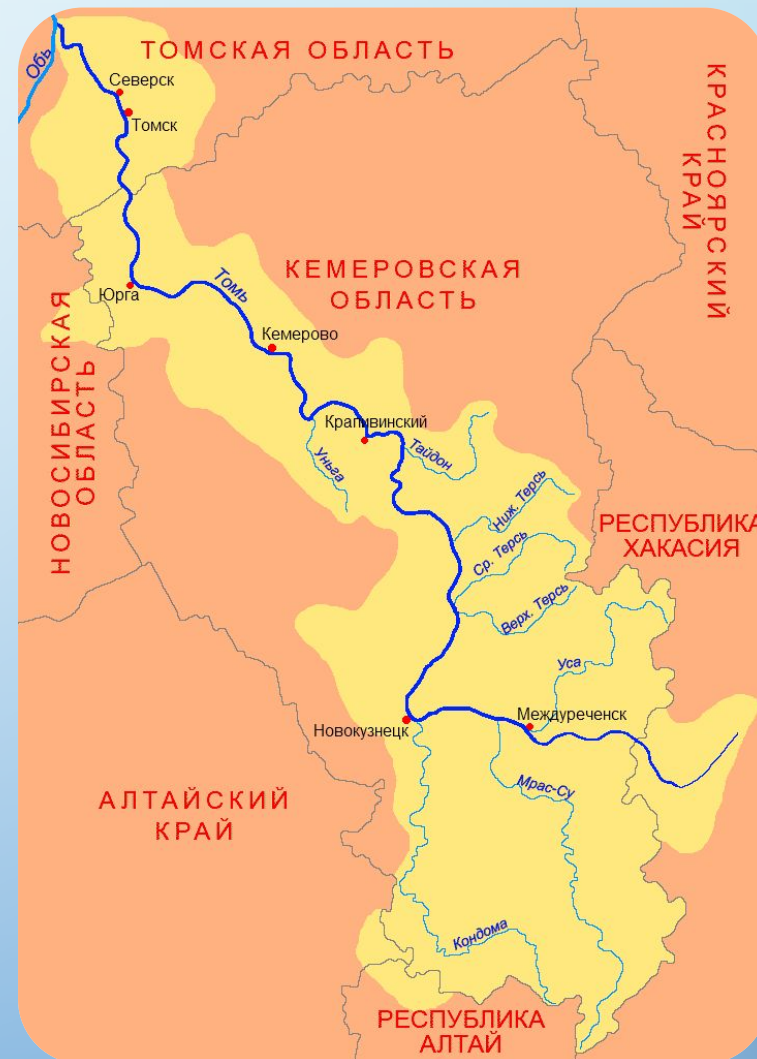 ТОМСКАЯ ОБЛАСТЬ
Обь
Северск
Томск
КРАСНОЯРСКИЙ
КРАЙ
КЕМЕРОВСКАЯ
ОБЛАСТЬ
Томь
Юрга
НОВОСИБИРСКАЯ
ОБЛАСТЬ
Кемерово
Крапивинский
Уньга
Тайдон
Ниж. Терсь
РЕСПУБЛИКА
ХАКАСИЯ
Ср. Терсь
Верх. Терсь
Уса
Междуреченск
Новокузнецк
Мрас-Су
АЛТАЙСКИЙ
КРАЙ
Кондома
РЕСПУБЛИКА
АЛТАЙ